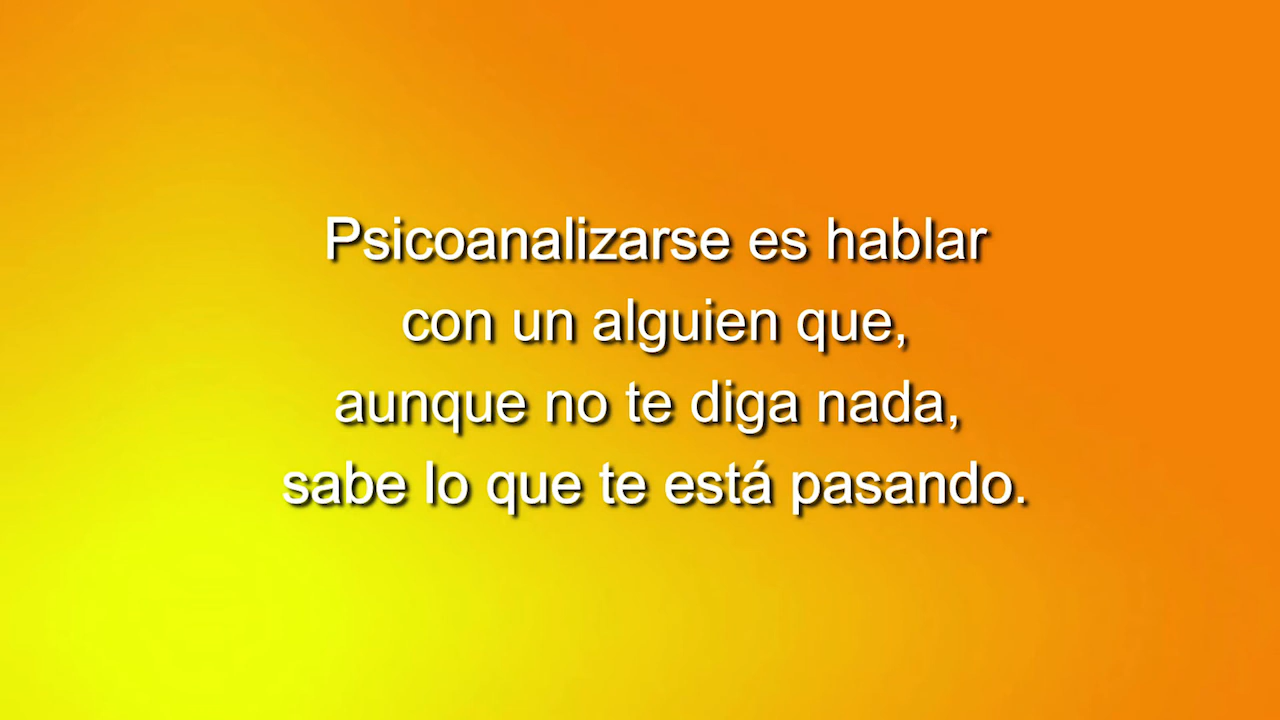 Psicoanalizarse es hablar
con un alguien que,
aunque no te diga nada,
sabe lo que te está pasando.